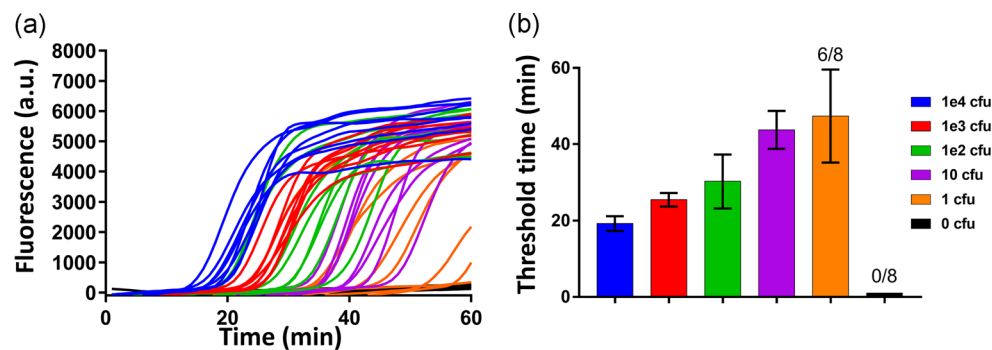 (a)
Fluorescence (a.u.)
8000
7000
6000
5000
4000
3000
2000
1000
0
0
20
40
60
Time (min)
(b)
Threshold time (min)
60
40
20
0
6/8
0/8
1e4 cfu
1e3 cfu
1e2 cfu
10 cfu
1 cfu
0 cfu